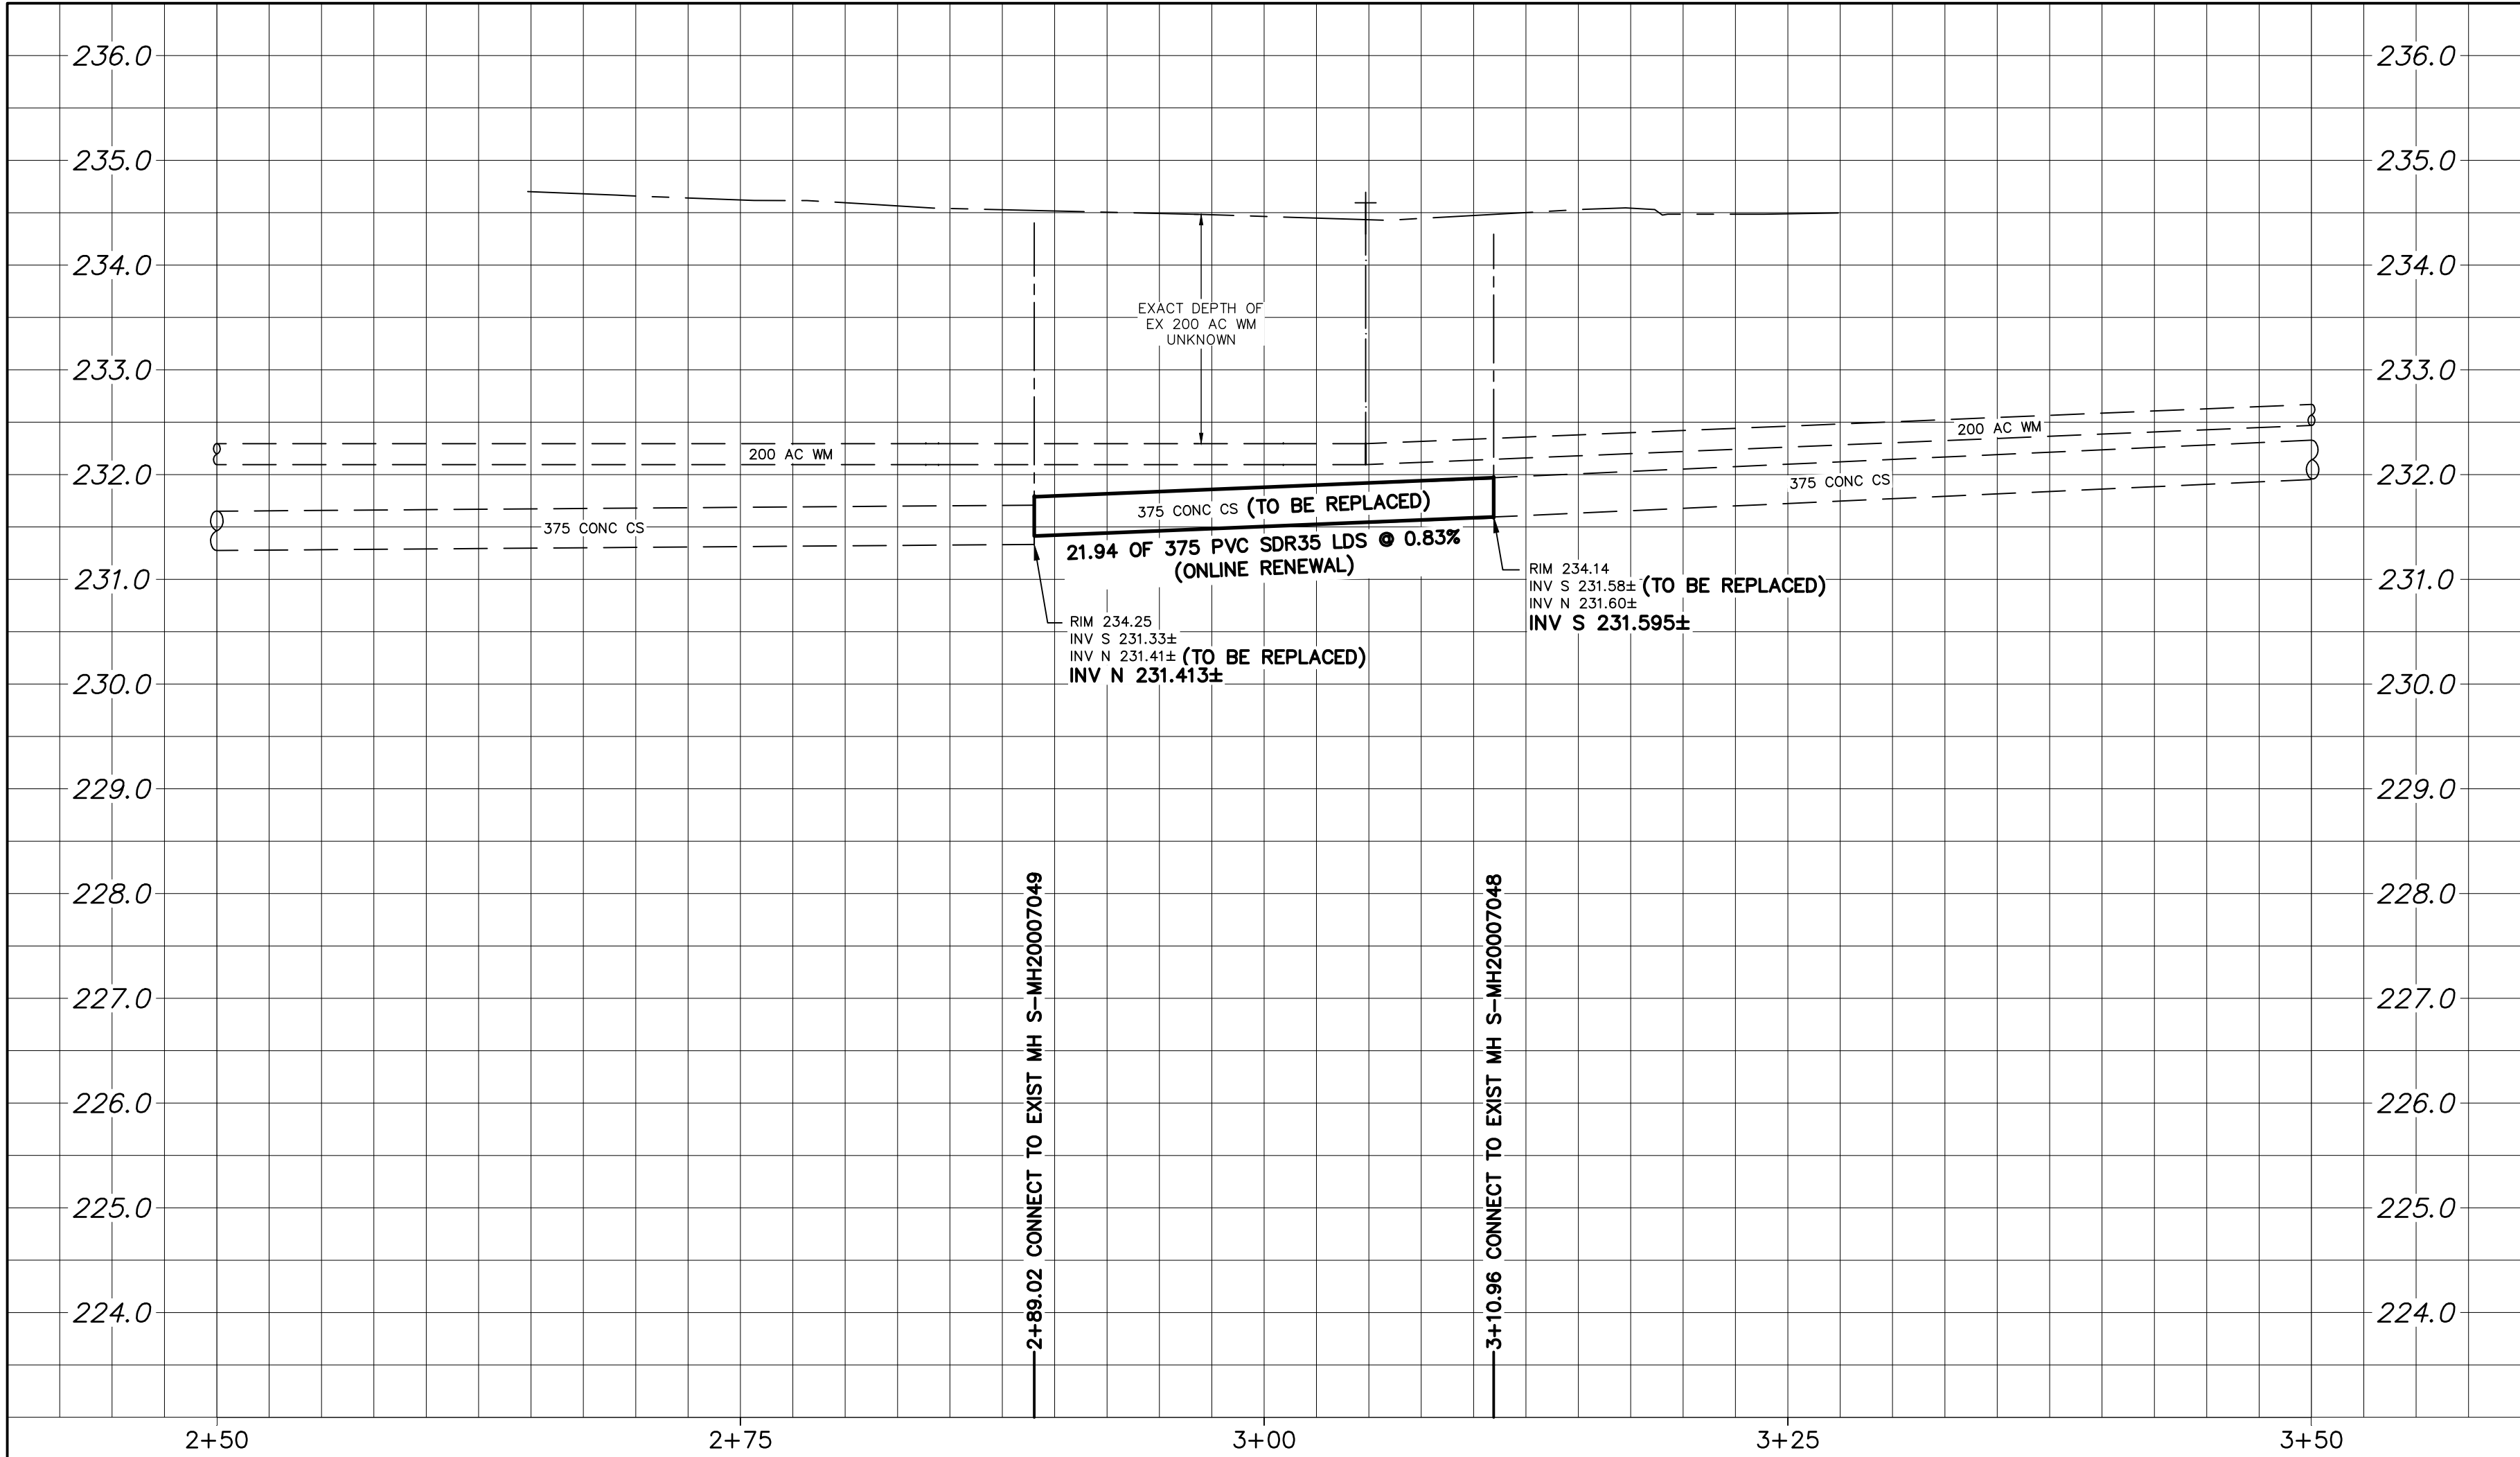 236.0
236.0
235.0
235.0
234.0
234.0
EXACT DEPTH OF
EX 200 AC WM
UNKNOWN
233.0
233.0
200 AC WM
200 AC WM
232.0
232.0
375 CONC CS
375 CONC CS (TO BE REPLACED)
375 CONC CS
21.94 OF 375 PVC SDR35 LDS @ 0.83%
(ONLINE RENEWAL)
231.0
231.0
RIM 234.14
INV S 231.58± (TO BE REPLACED)
INV N 231.60±
INV S 231.595±
RIM 234.25
INV S 231.33±
INV N 231.41± (TO BE REPLACED)
INV N 231.413±
230.0
230.0
229.0
229.0
228.0
228.0
227.0
227.0
226.0
226.0
225.0
225.0
224.0
224.0
2+89.02 CONNECT TO EXIST MH S-MH20007049
3+10.96 CONNECT TO EXIST MH S-MH20007048
2+50
2+75
3+00
3+25
3+50